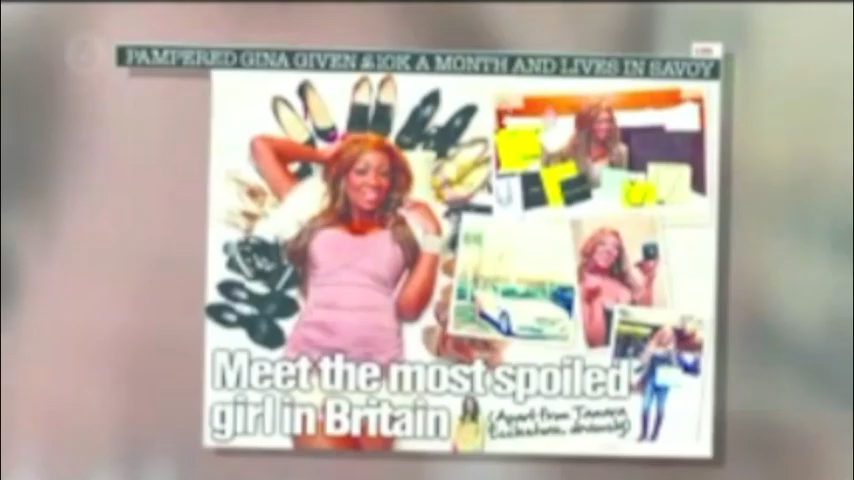 PAMPERED GINA GIVEN £10K A MONTH AND LIVES IN SAVOY
Meet the most spoiled
girl in Britain
(Apart from Tamara
Ecclestone, obviously)